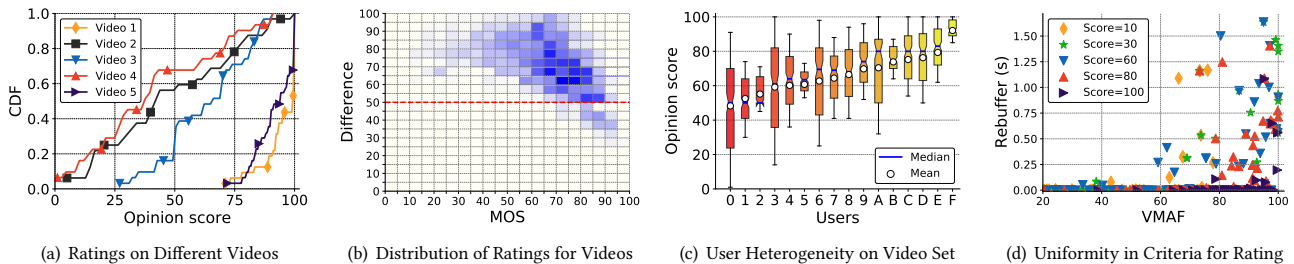 CDF
1.0
0.8
0.6
0.4
0.2
0.0
Video 1
Video 2
Video 3
Video 4
Video 5
0 25 50 75 100
Opinion score
(a) Ratings on Different Videos
Difference
100
90
80
70
60
50
40
30
20
10
0
0 10 20 30 40 50 60 70 80 90 100
MOS
(b) Distribution of Ratings for Videos
Opinion score
100
80
60
40
20
0
Median
Mean
0 1 2 3 4 5 6 7 8 9 A B C D E F
Users
(c) User Heterogeneity on Video Set
Rebuffer (s)
1.50
1.25
1.00
0.75
0.50
0.25
0.00
Score=10
Score=30
Score=60
Score=80
Score=100
20 40 60 80 100
VMAF
(d) Uniformity in Criteria for Rating